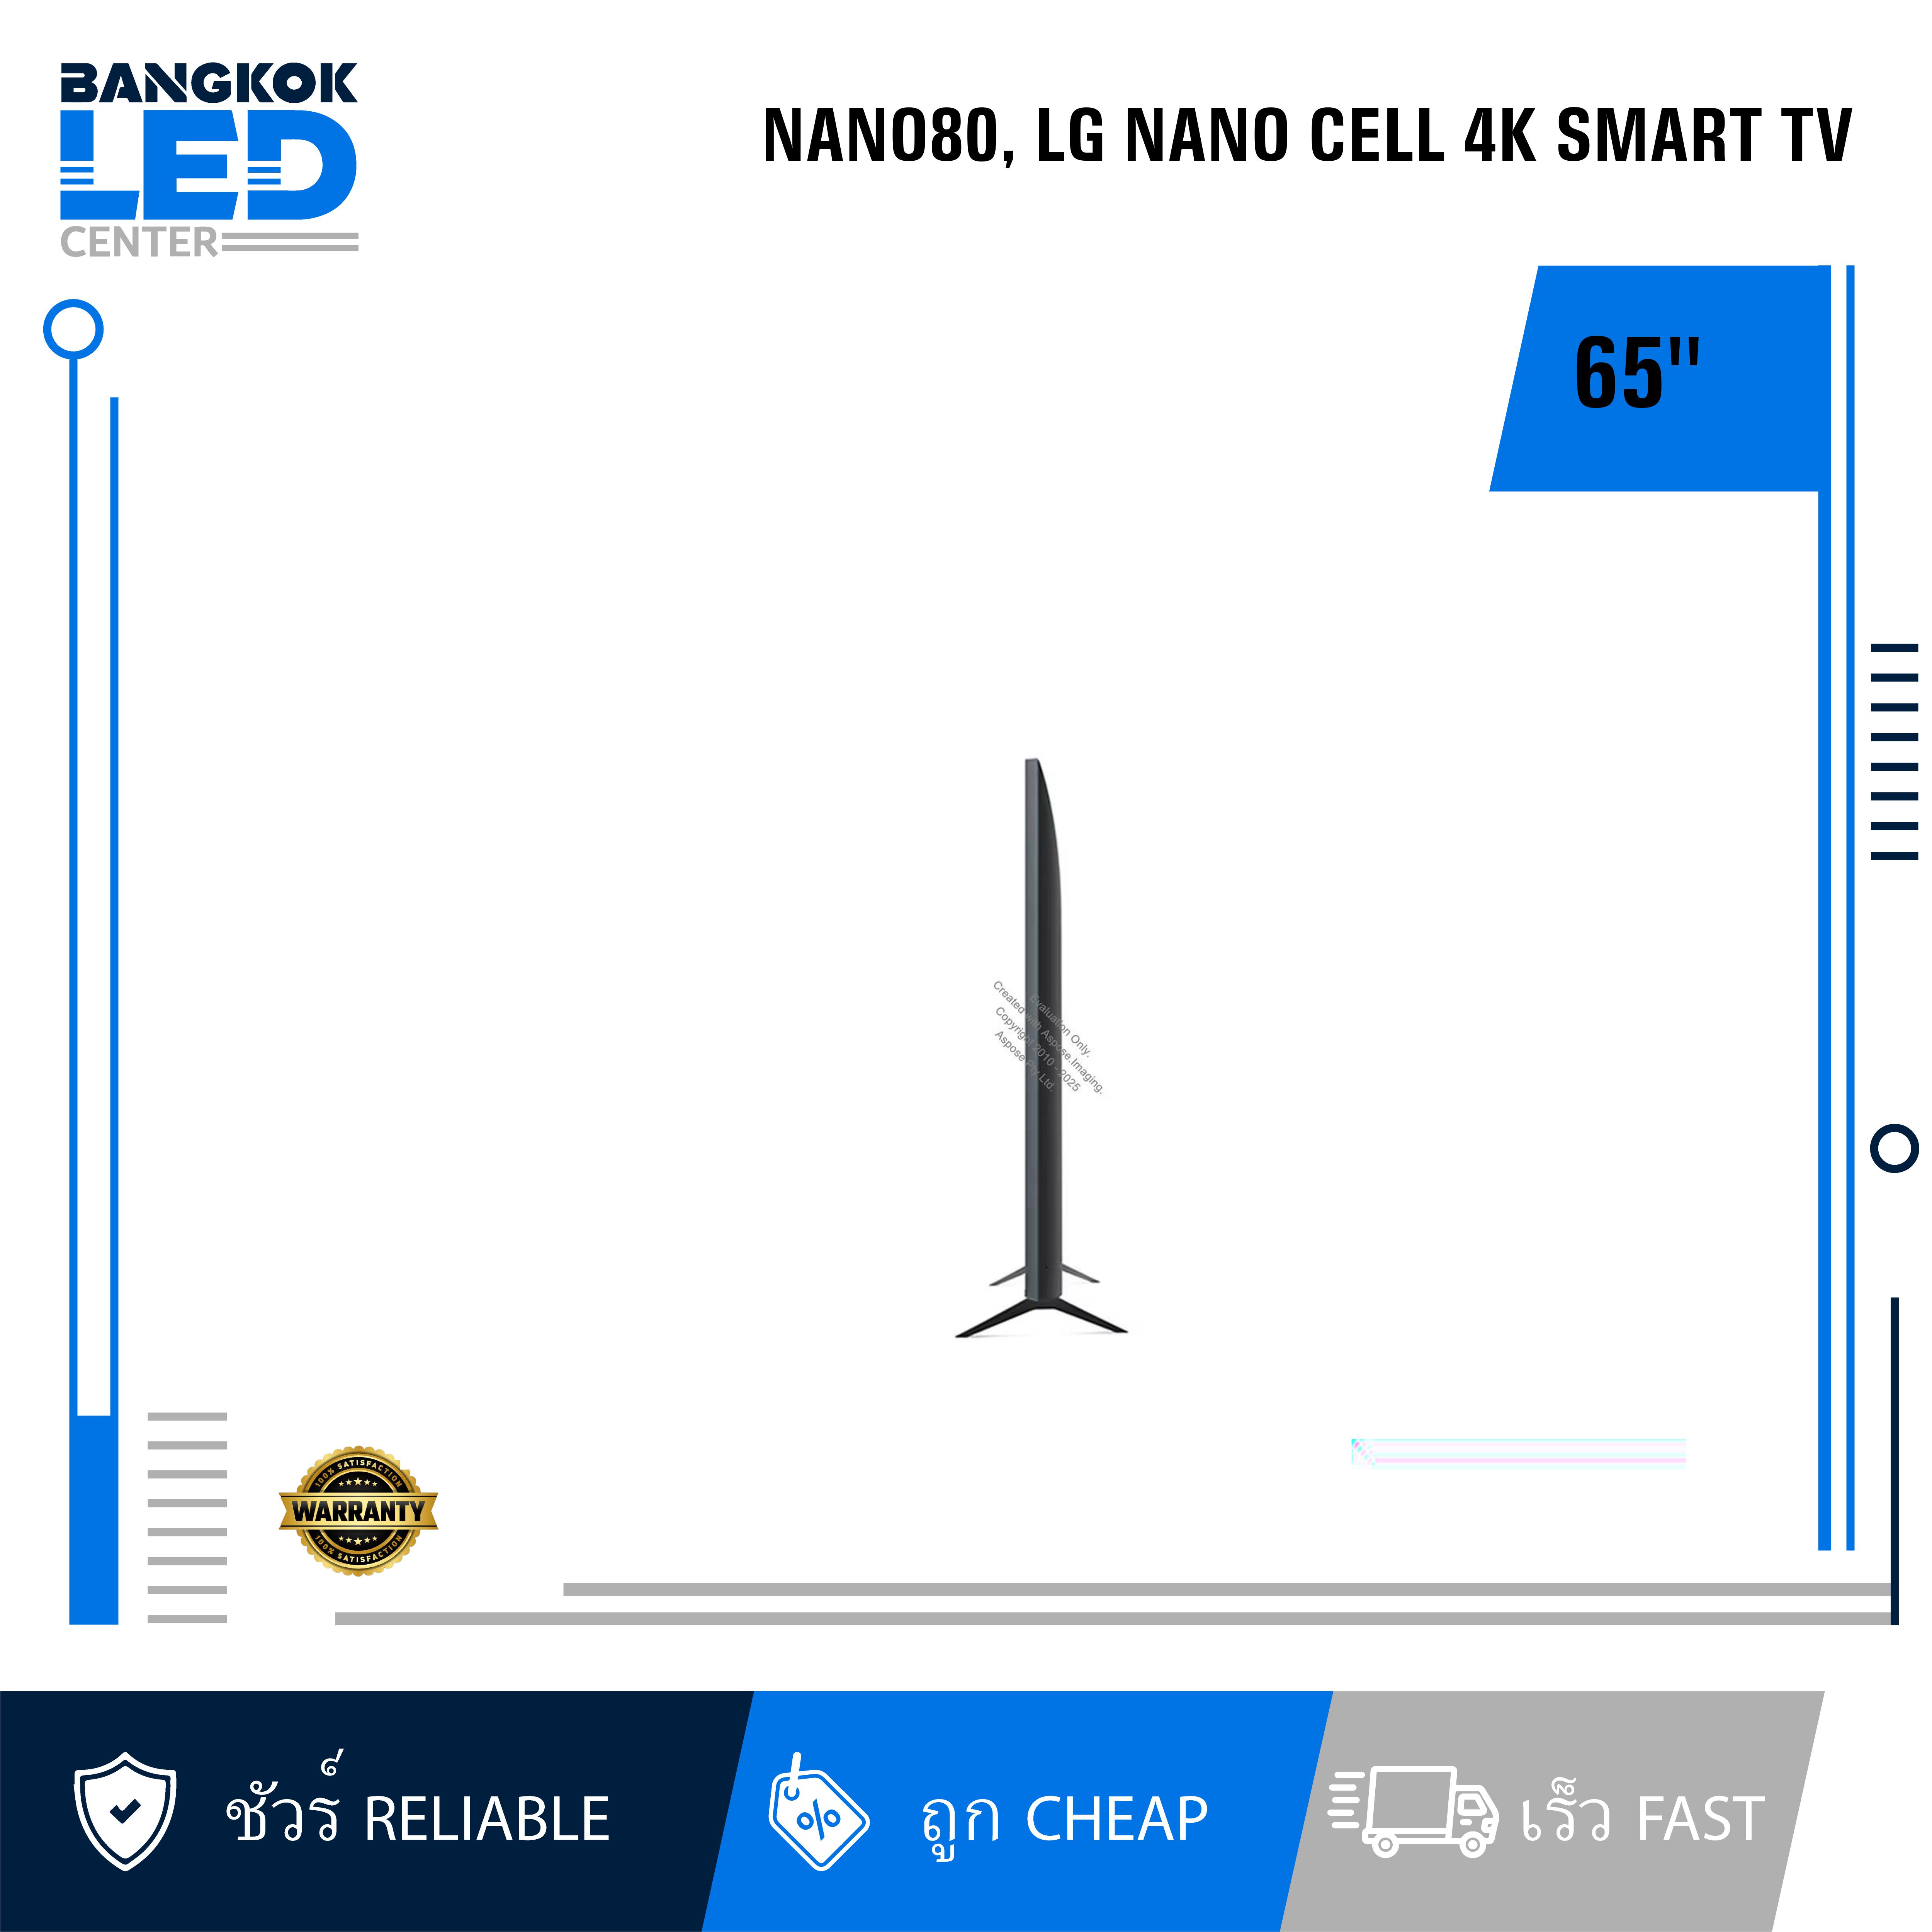 BANGKOK
LED
CENTER
NANO80, LG NANO CELL 4K SMART TV
65"
Evaluation Only.
Created with Aspose.Imaging.
Copyright 2010 - 2025
Aspose Pty Ltd.
100% SATISFACTION
WARRANTY
100% SATISFACTION
ชัวร์ RELIABLE
% ถูก CHEAP
เร็ว FAST